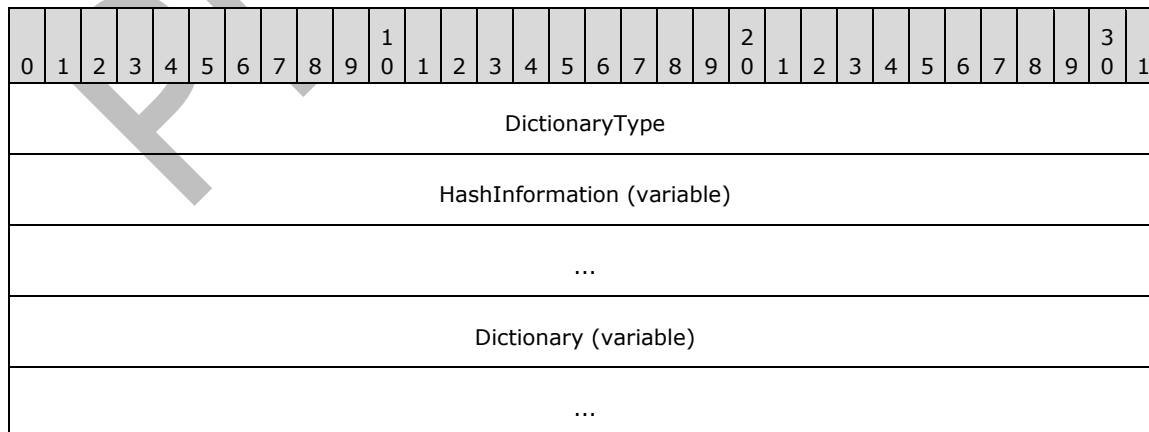 1 2 3
0 1 2 3 4 5 6 7 8 9 0 1 2 3 4 5 6 7 8 9 0 1 2 3 4 5 6 7 8 9 0 1
DictionaryType
HashInformation (variable)
...
Dictionary (variable)
...